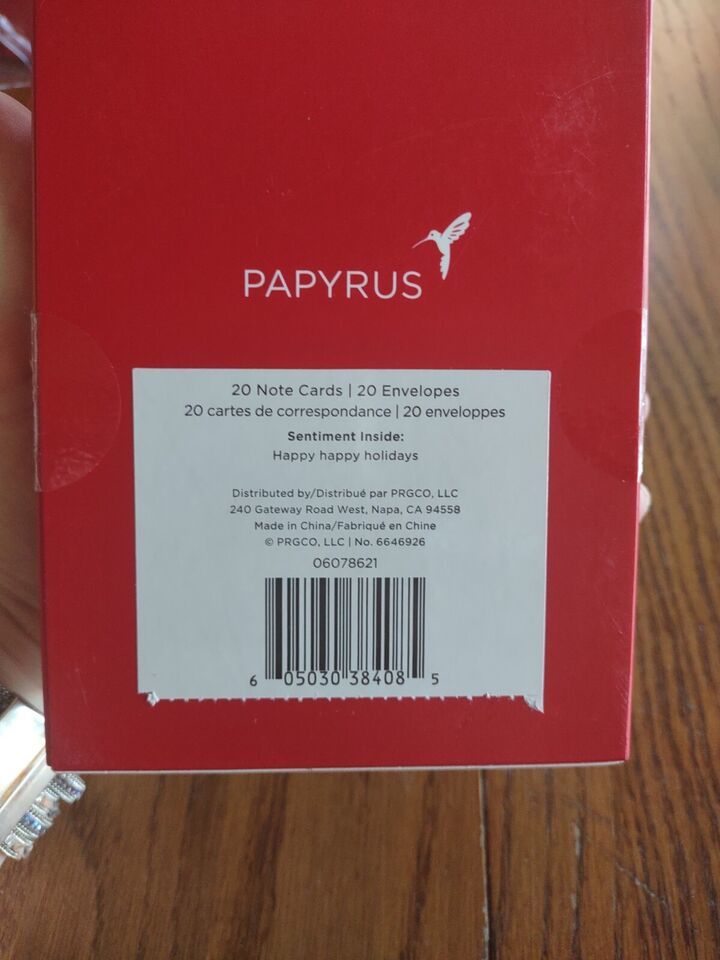 PAPYRUS
20 Note Cards | 20 Envelopes
20 cartes de correspondance | 20 enveloppes
Sentiment Inside:
Happy happy holidays
Distributed by/Distribué par PRGCO, LLC
240 Gateway Road West, Napa, CA 94558
Made in China/Fabriqué en Chine
© PRGCO, LLC | No. 6646926
06078621
6 05030 38408 5